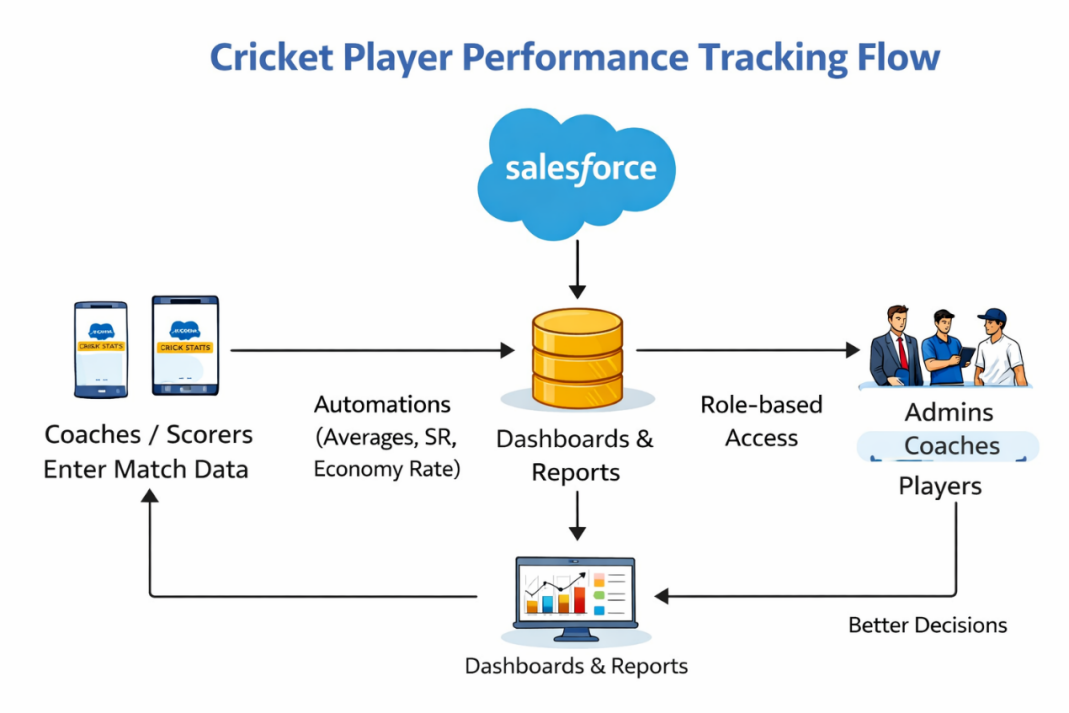 Cricket Player Performance Tracking Flow
salesforce
CRICK STATS
CRICK STATTS
Coaches / Scorers
Enter Match Data
Automations
(Averages, SR,
Economy Rate)
Dashboards &
Reports
Role-based
Access
Admins
Coaches
Players
Better Decisions
Dashboards & Reports